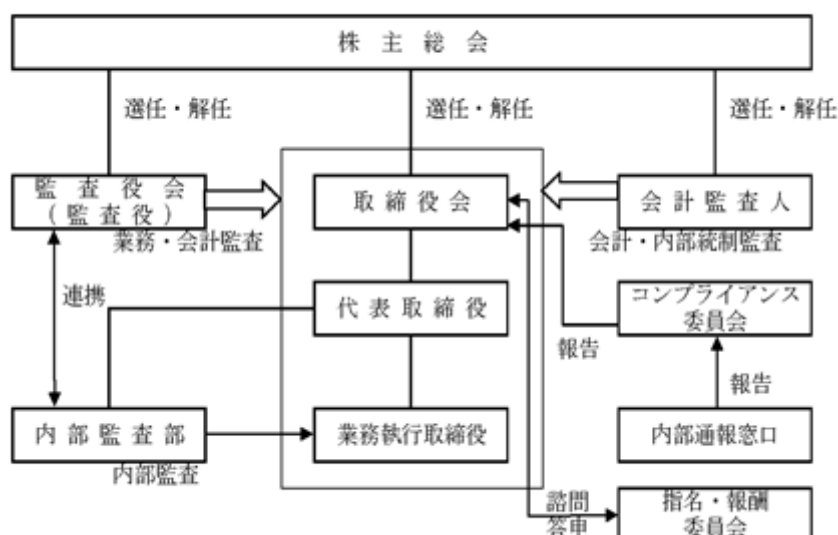 株主総会
選任・解任
選任・解任
選任・解任
監査役会
(監査役)
取締役会
会計監査人
業務・会計監査
会計・内部統制監査
連携
代表取締役
コンプライアンス
委員会
報告
報告
内部監査部
業務執行取締役
内部通報窓口
内部監査
諮問
答申
指名・報酬
委員会